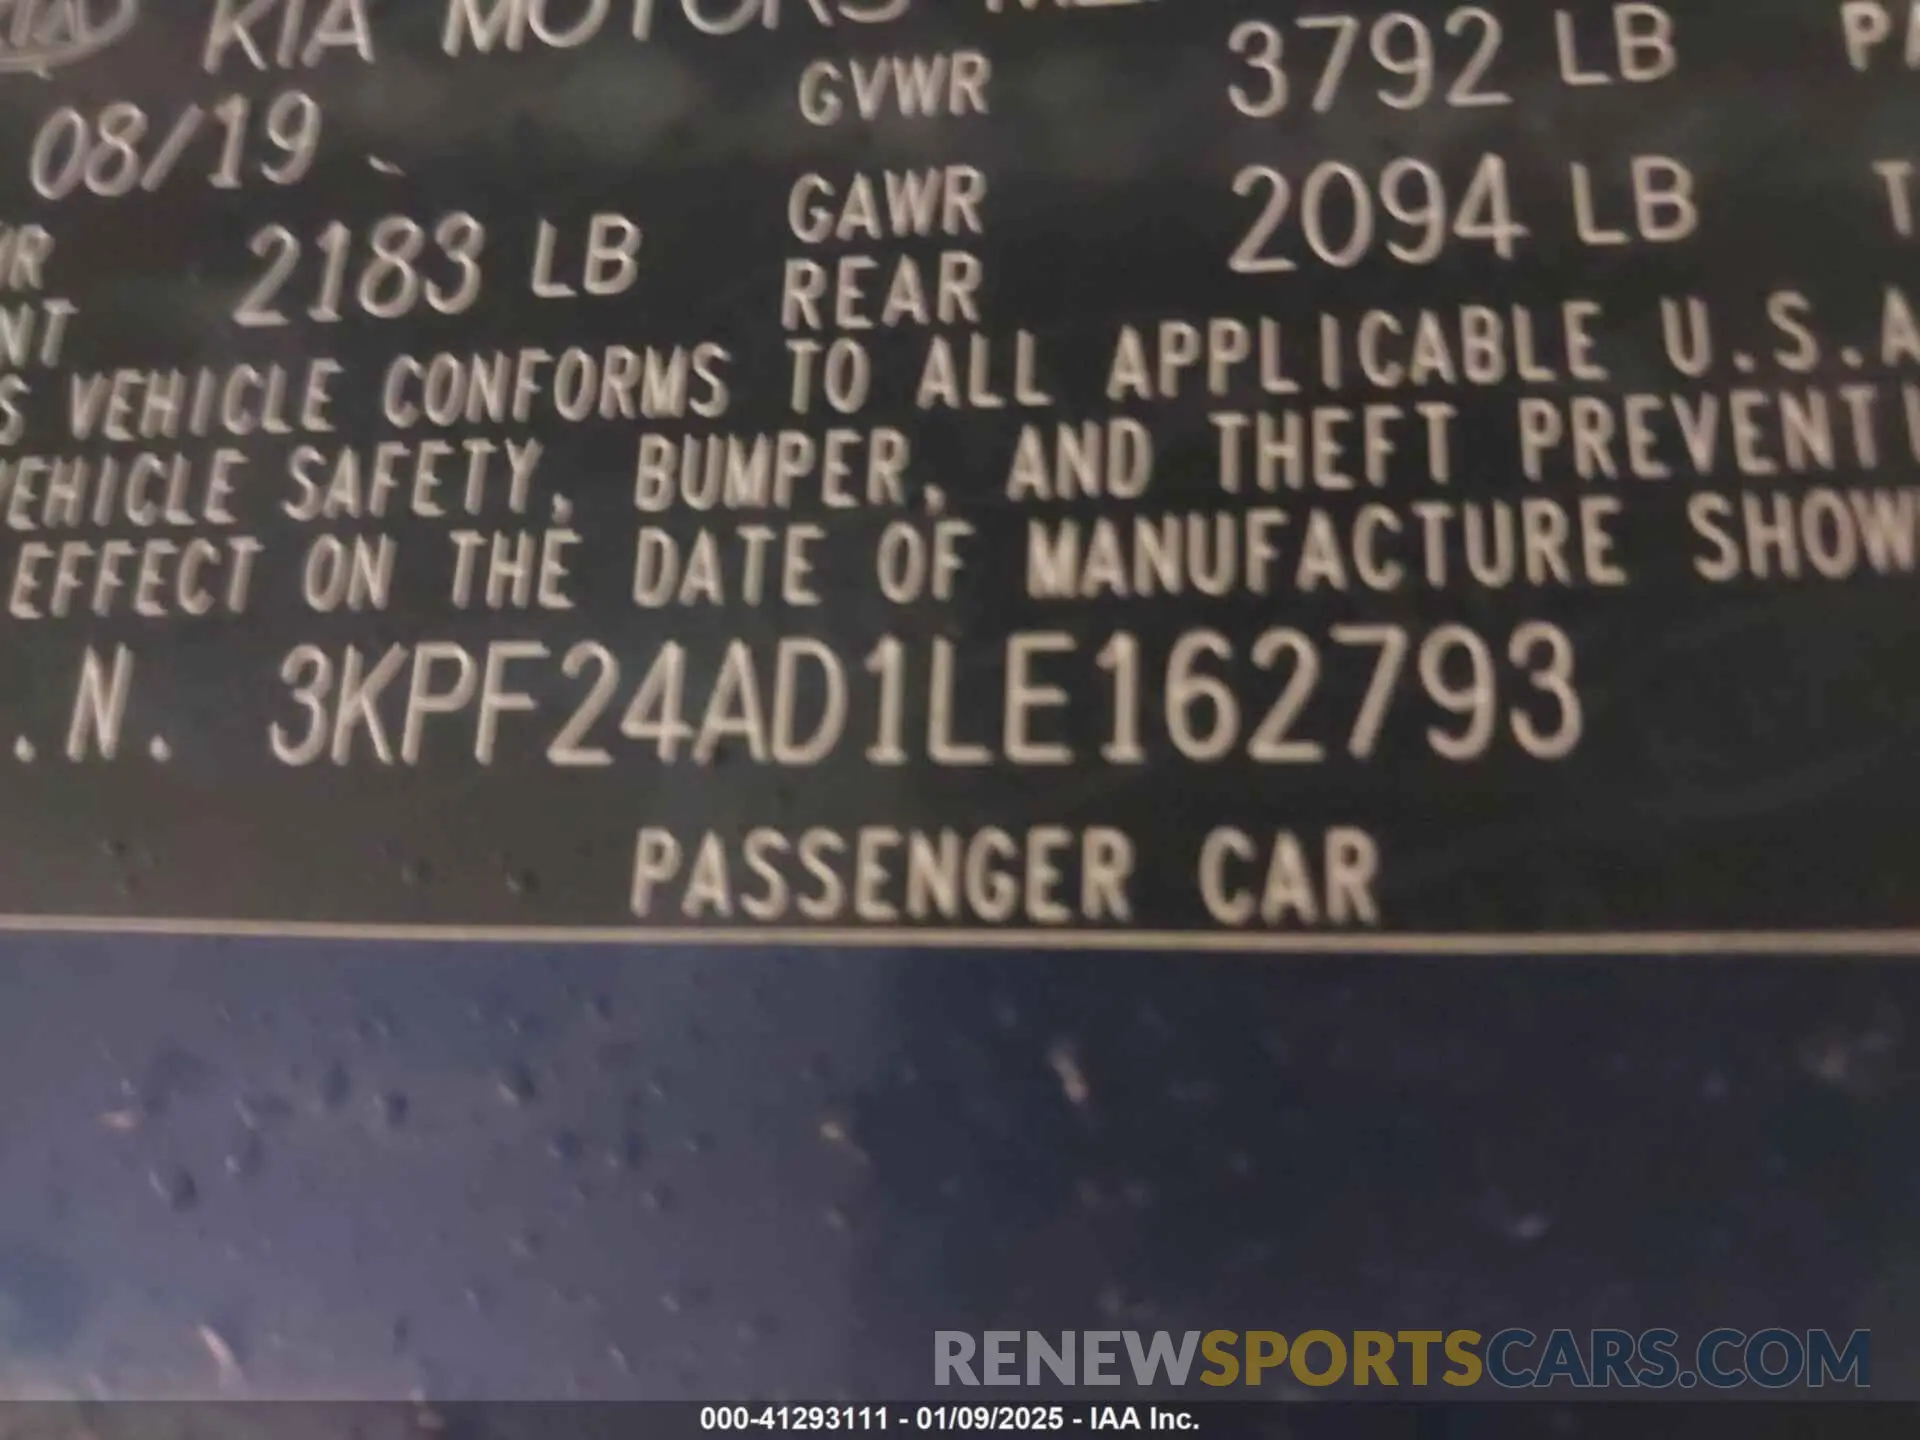 KIA KIA MOTORS
08/19 GVWR 3792 LB
2183 LB GAWR REAR 2094 LB
VEHICLE CONFORMS TO ALL APPLICABLE U.S.A
VEHICLE SAFETY, BUMPER, AND THEFT PREVENTI
EFFECT ON THE DATE OF MANUFACTURE SHOW
.N. 3KPF24AD1LE162793
PASSENGER CAR
RENEWSPORTSCARS.COM
000-41293111 - 01/09/2025 - IAA Inc.